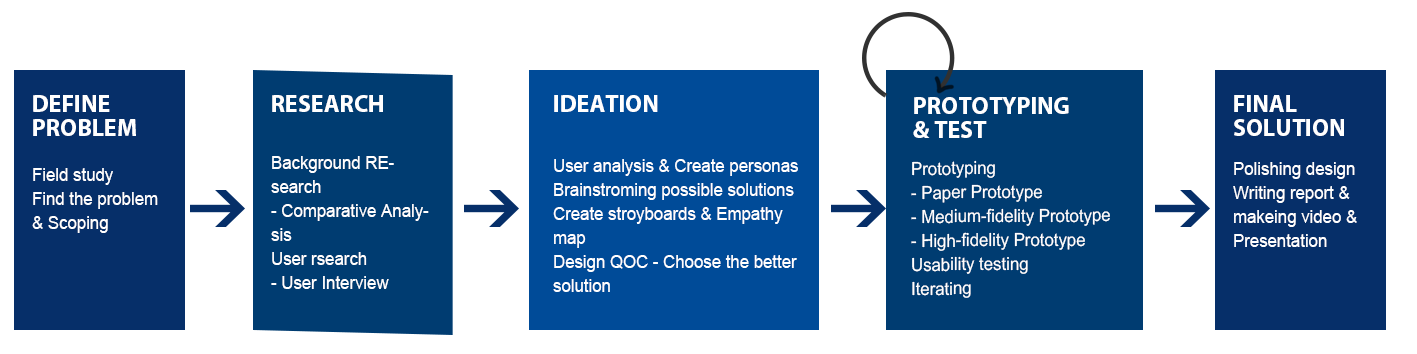 DEFINE
PROBLEM
Field study
Find the problem
& Scoping
RESEARCH
Background RE-
search
- Comparative Analy-
sis
User rsearch
- User Interview
IDEATION
User analysis & Create personas
Brainstroming possible solutions
Create stroyboards & Empathy
map
Design QOC - Choose the better
solution
PROTOTYPING
& TEST
Prototyping
- Paper Prototype
- Medium-fidelity Prototype
- High-fidelity Prototype
Usability testing
Iterating
FINAL
SOLUTION
Polishing design
Writing report &
makeing video &
Presentation